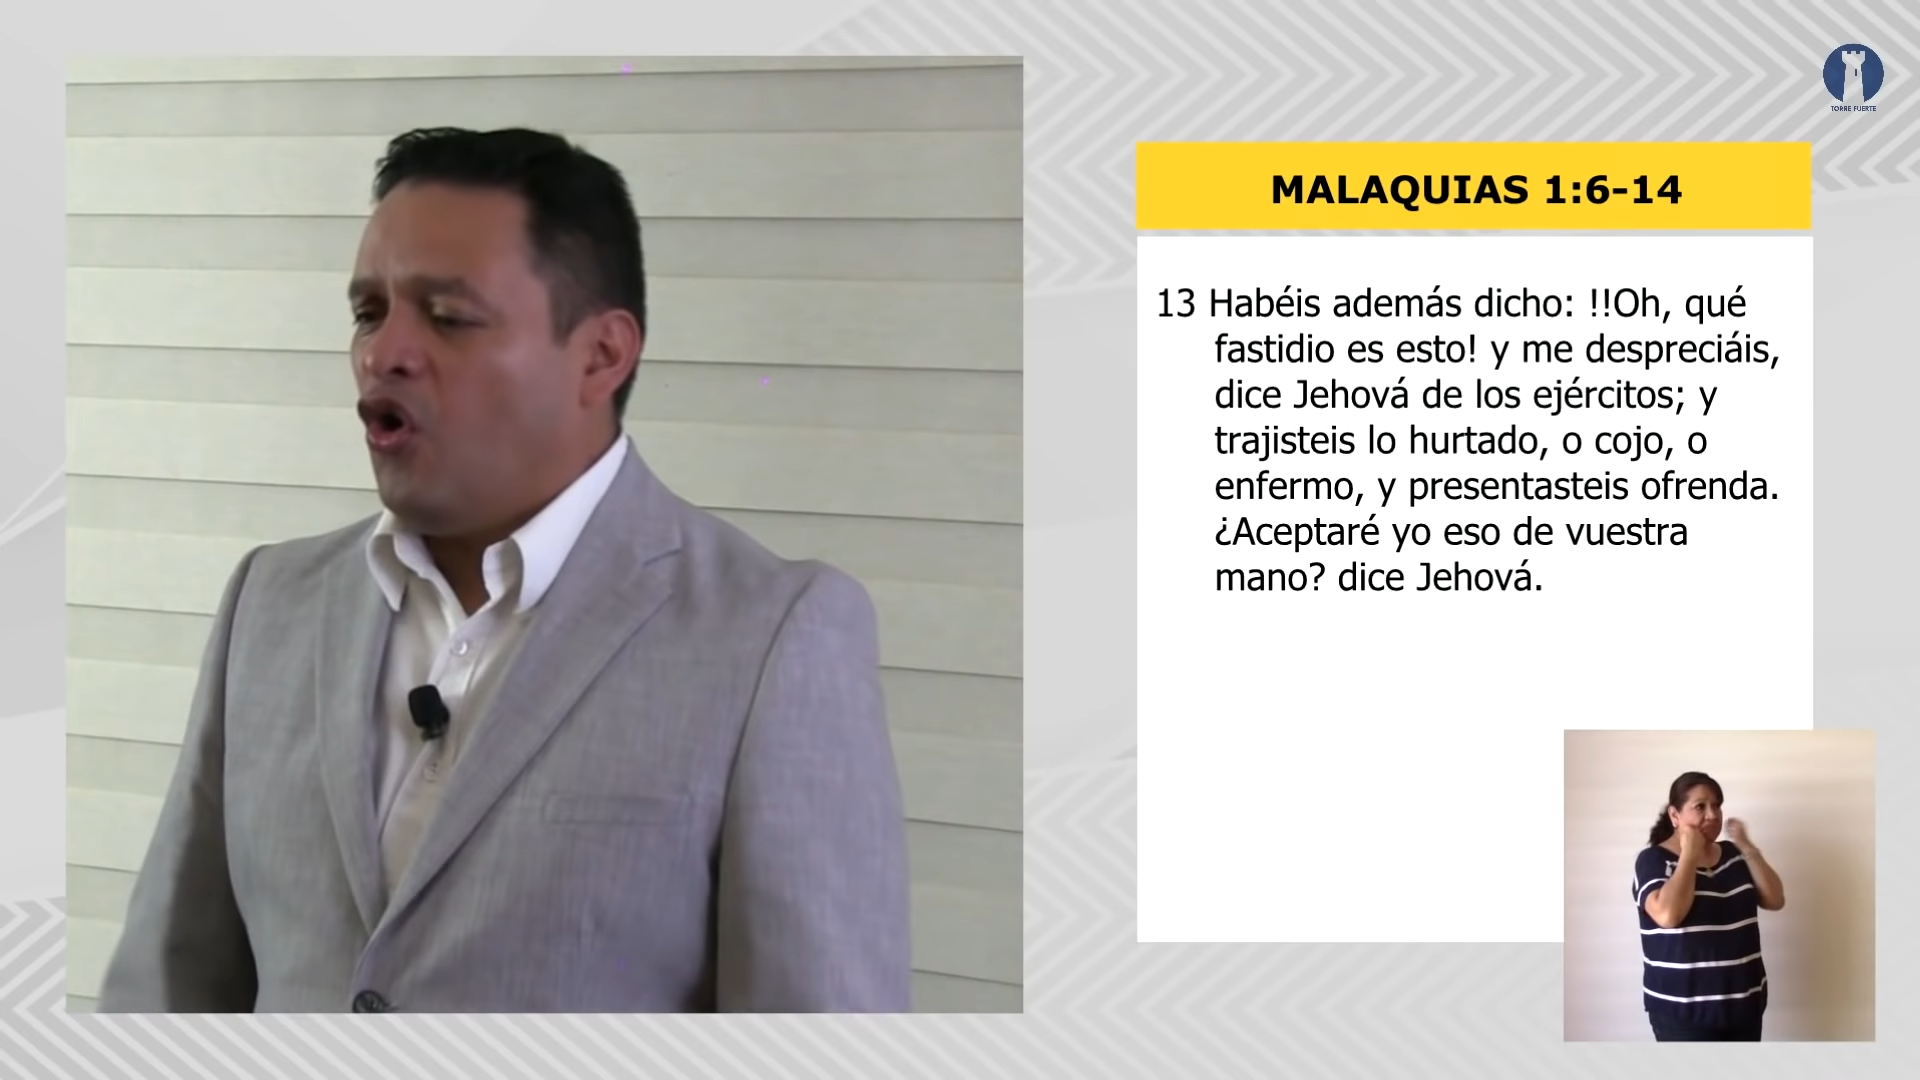 TORRE FUERTE
MALAQUIAS 1:6-14
13 Habéis además dicho: !!Oh, qué
fastidio es esto! y me despreciáis,
dice Jehová de los ejércitos; y
trajisteis lo hurtado, o cojo, o
enfermo, y presentasteis ofrenda.
¿Aceptaré yo eso de vuestra
mano? dice Jehová.